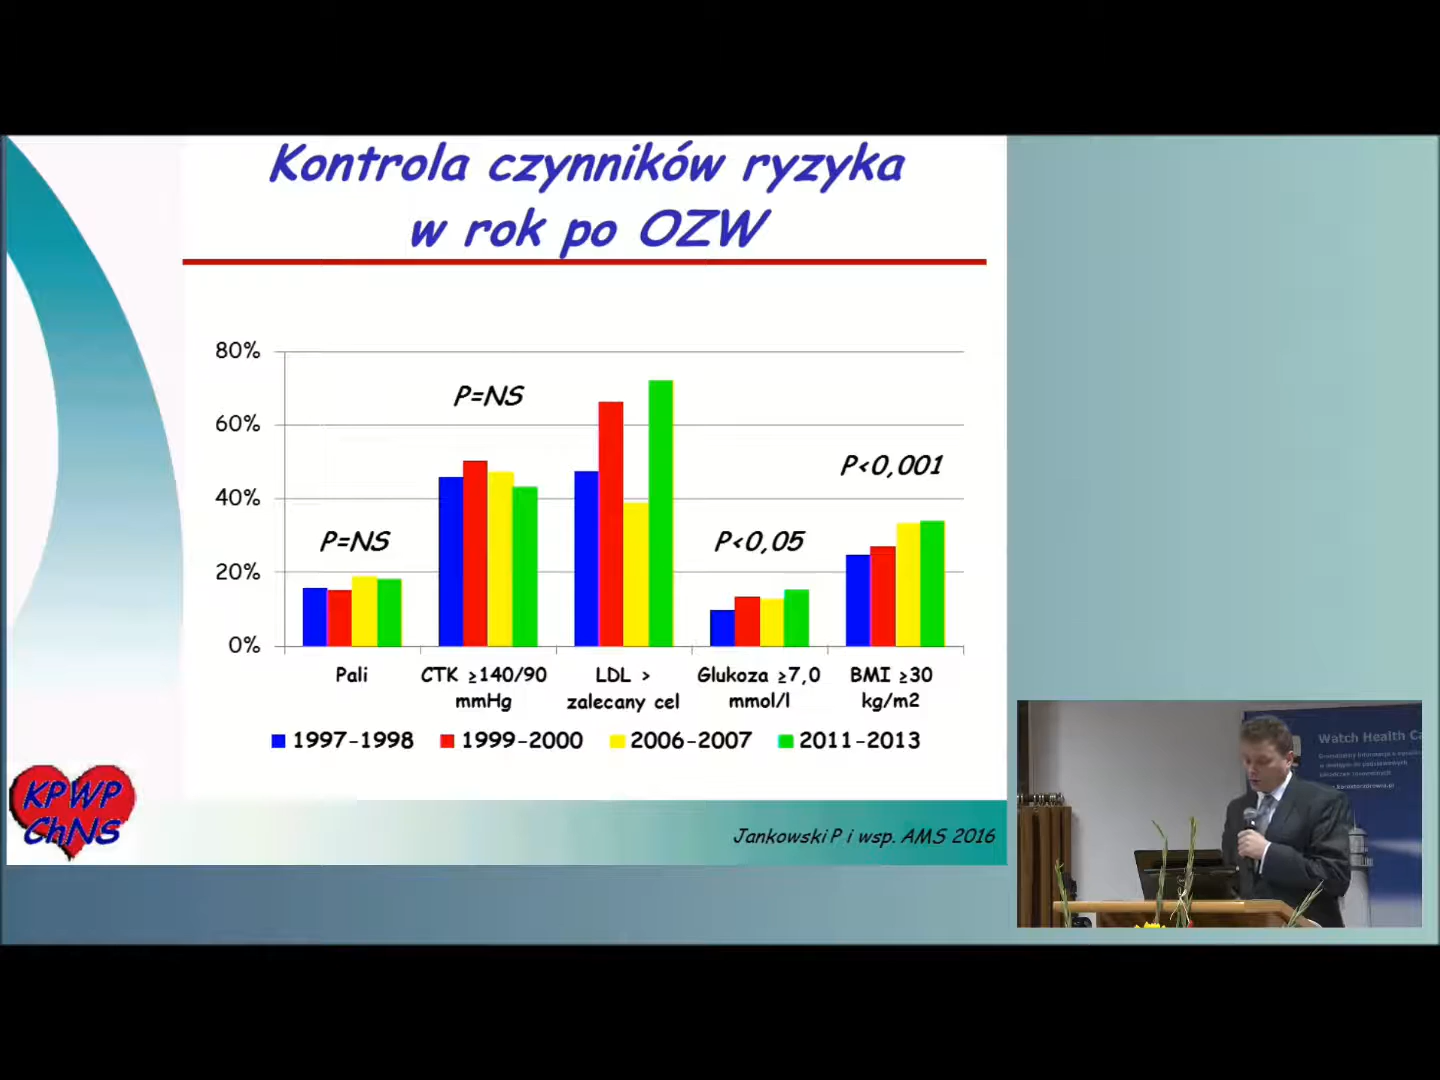 Kontrola czynników ryzyka
w rok po OZW
80%
60%
40%
20%
0%
P=NS
P=NS
P<0,05
P<0,001
Pali
CTK ≥140/90
mmHg
LDL >
zalecany cel
Glukoza ≥7,0
mmol/l
BMI ≥30
kg/m2
1997-1998
1999-2000
2006-2007
2011-2013
KPWP
ChNS
Jankowski P i wsp. AMS 2016
Watch Health Ca